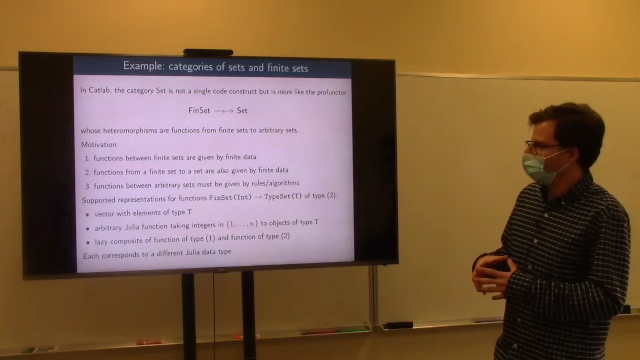 Example: categories of sets and finite sets
In Catlab, the category Set is not a single code construct but is more like the profunctor
FinSet ⟶ Set
whose heteromorphisms are functions from finite sets to arbitrary sets.
Motivation:
1. functions between finite sets are given by finite data
2. functions from a finite set to a set are also given by finite data
3. functions between arbitrary sets must be given by rules/algorithms
Supported representations for functions FinSet(Int) → TypeSet(T) of type (2):
• vector with elements of type T
• arbitrary Julia function taking integers in {1,...,n} to objects of type T
• lazy composite of function of type (1) and function of type (2)
Each corresponds to a different Julia data type.